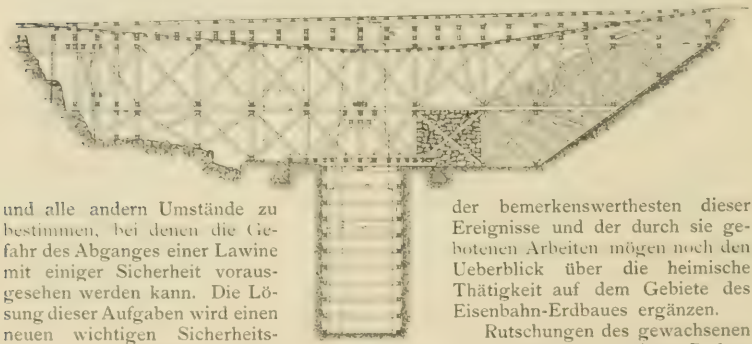 und alle andern Umstände zu
bestimmen, bei denen die Ge-
fahr des Abganges einer Lawine
mit einiger Sicherheit voraus-
gesehen werden kann. Die Lö-
sung dieser Aufgaben wird einen
neuen wichtigen Sicherheits-
der bemerkenswerthesten dieser
Ereignisse und der durch sie ge-
botenen Arbeiten mögen noch den
Ueberblick über die heimische
Thätigkeit auf dem Gebiete des
Eisenbahn-Erdbaues ergänzen.
Rutschungen des gewachsenen